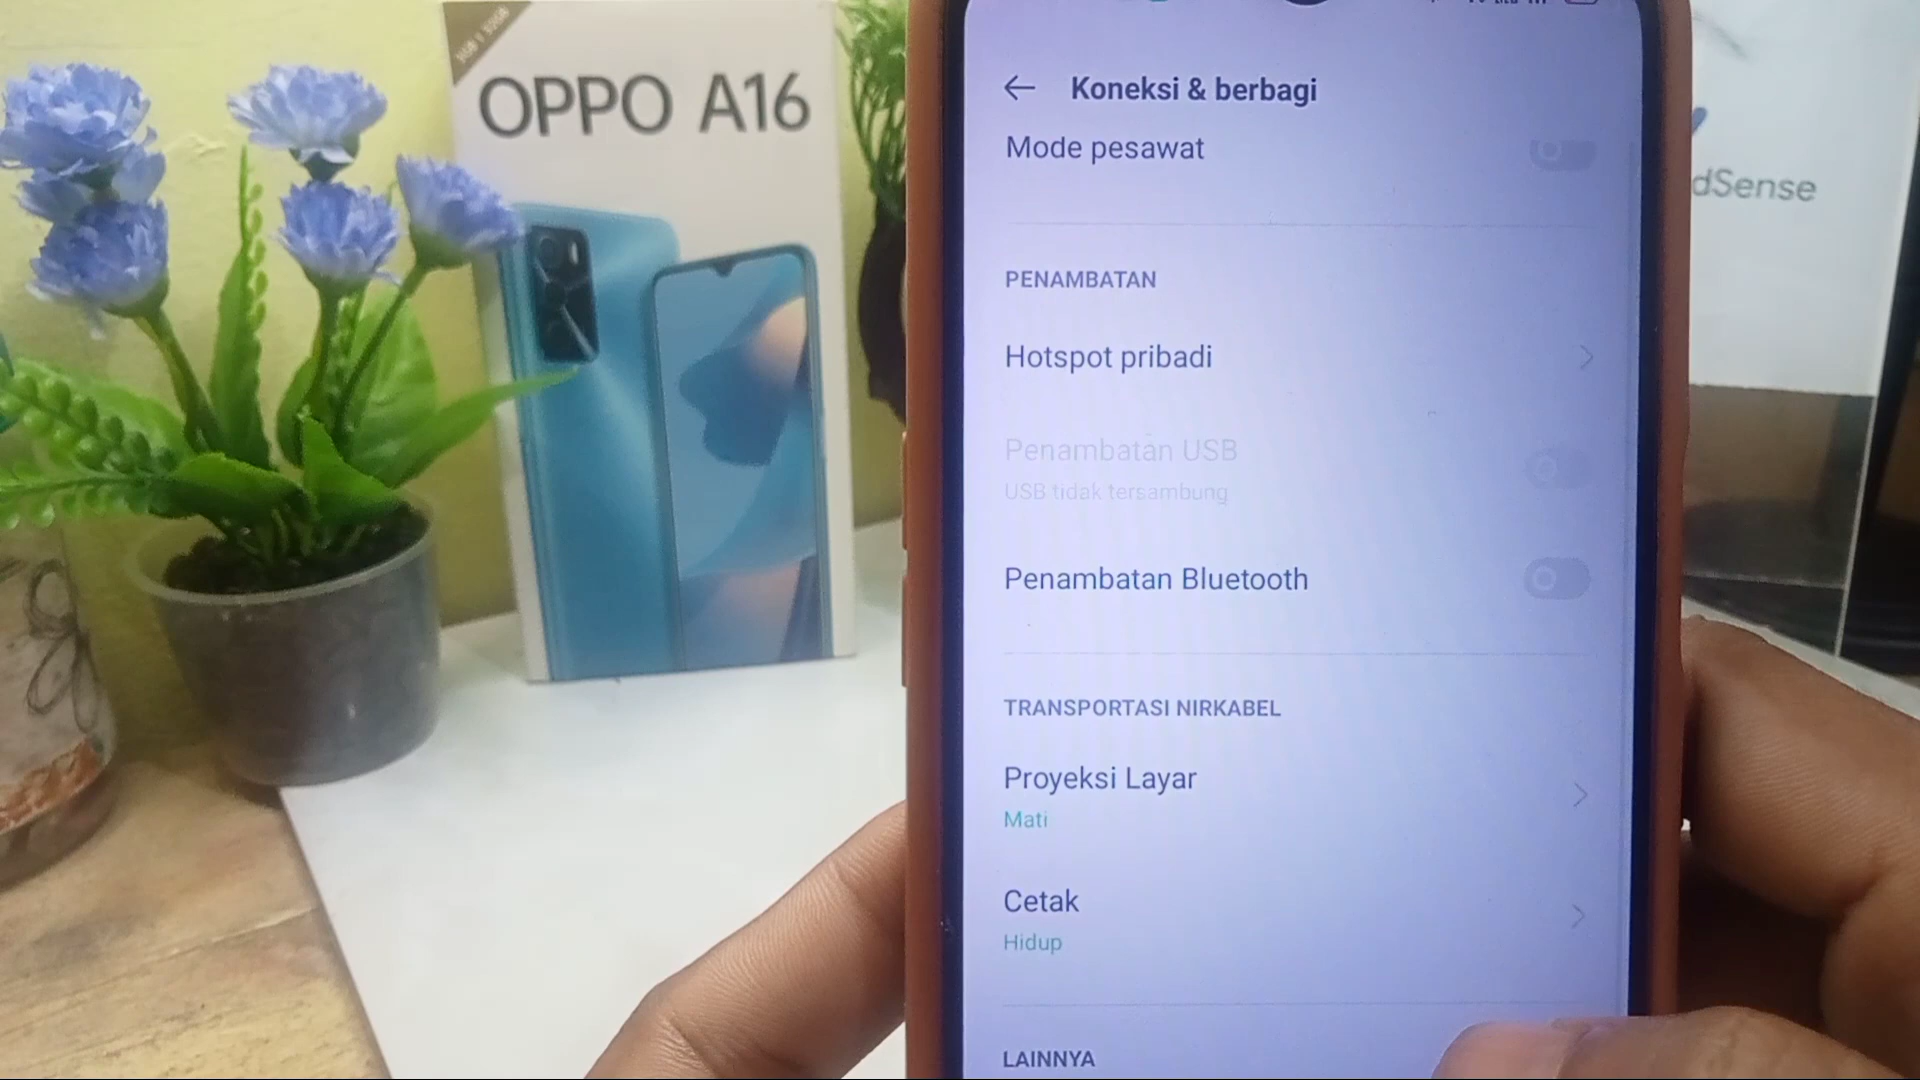 OPPO A16
Koneksi & berbagi
Mode pesawat
dSense
PENAMBATAN
Hotspot pribadi
Penambatan USB
USB tidak tersambung
Penambatan Bluetooth
TRANSPORTASI NIRKABEL
Proyeksi Layar
Mati
Cetak
Hidup
LAINNYA